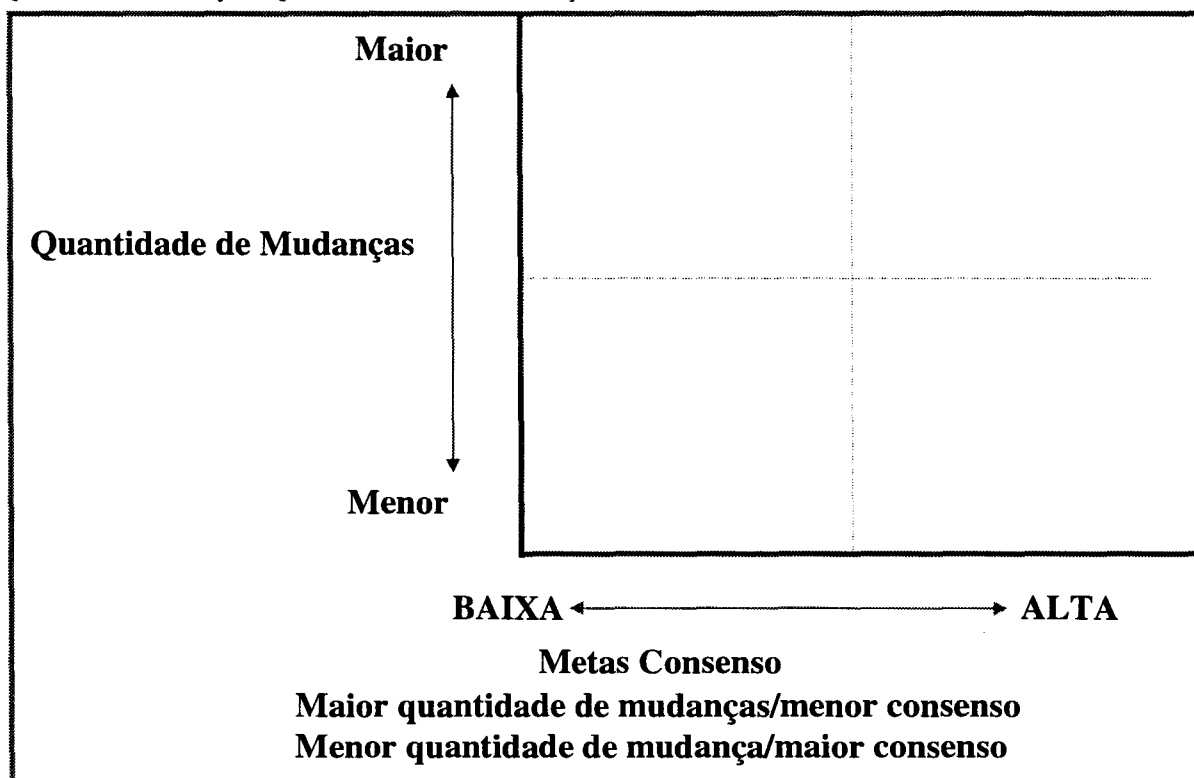 Maior
Quantidade de Mudanças
Menor
BAIXA ALTA
Metas Consenso
Maior quantidade de mudanças/menor consenso
Menor quantidade de mudança/maior consenso